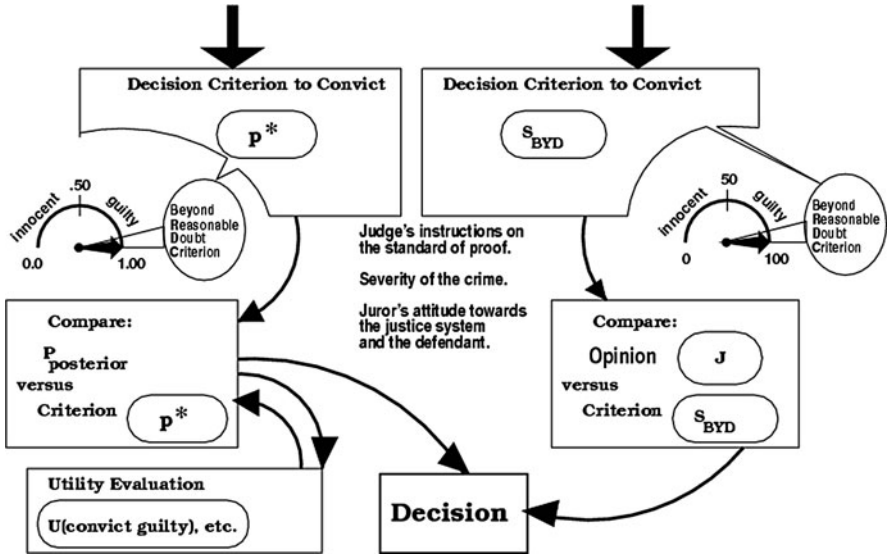 Decision Criterion to Convict
p*
innocent
.50
guilty
0.0
1.00
Beyond
Reasonable
Doubt
Criterion
Decision Criterion to Convict
S BYD
innocent
50
guilty
0
100
Beyond
Reasonable
Doubt
Criterion
Judge's instructions on
the standard of proof.
Severity of the crime.
Juror's attitude towards
the justice system
and the defendant.
Compare:
P posterior
versus
Criterion p*
Compare:
Opinion J
versus
Criterion S BYD
Utility Evaluation
U(convict guilty), etc.
Decision